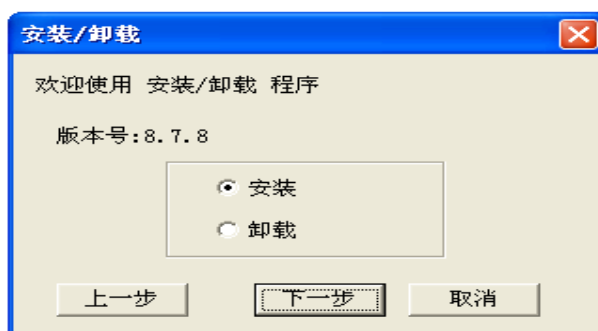 安装/卸载
欢迎使用 安装/卸载 程序
版本号:8.7.8
安装
卸载
上一步 下一步 取消